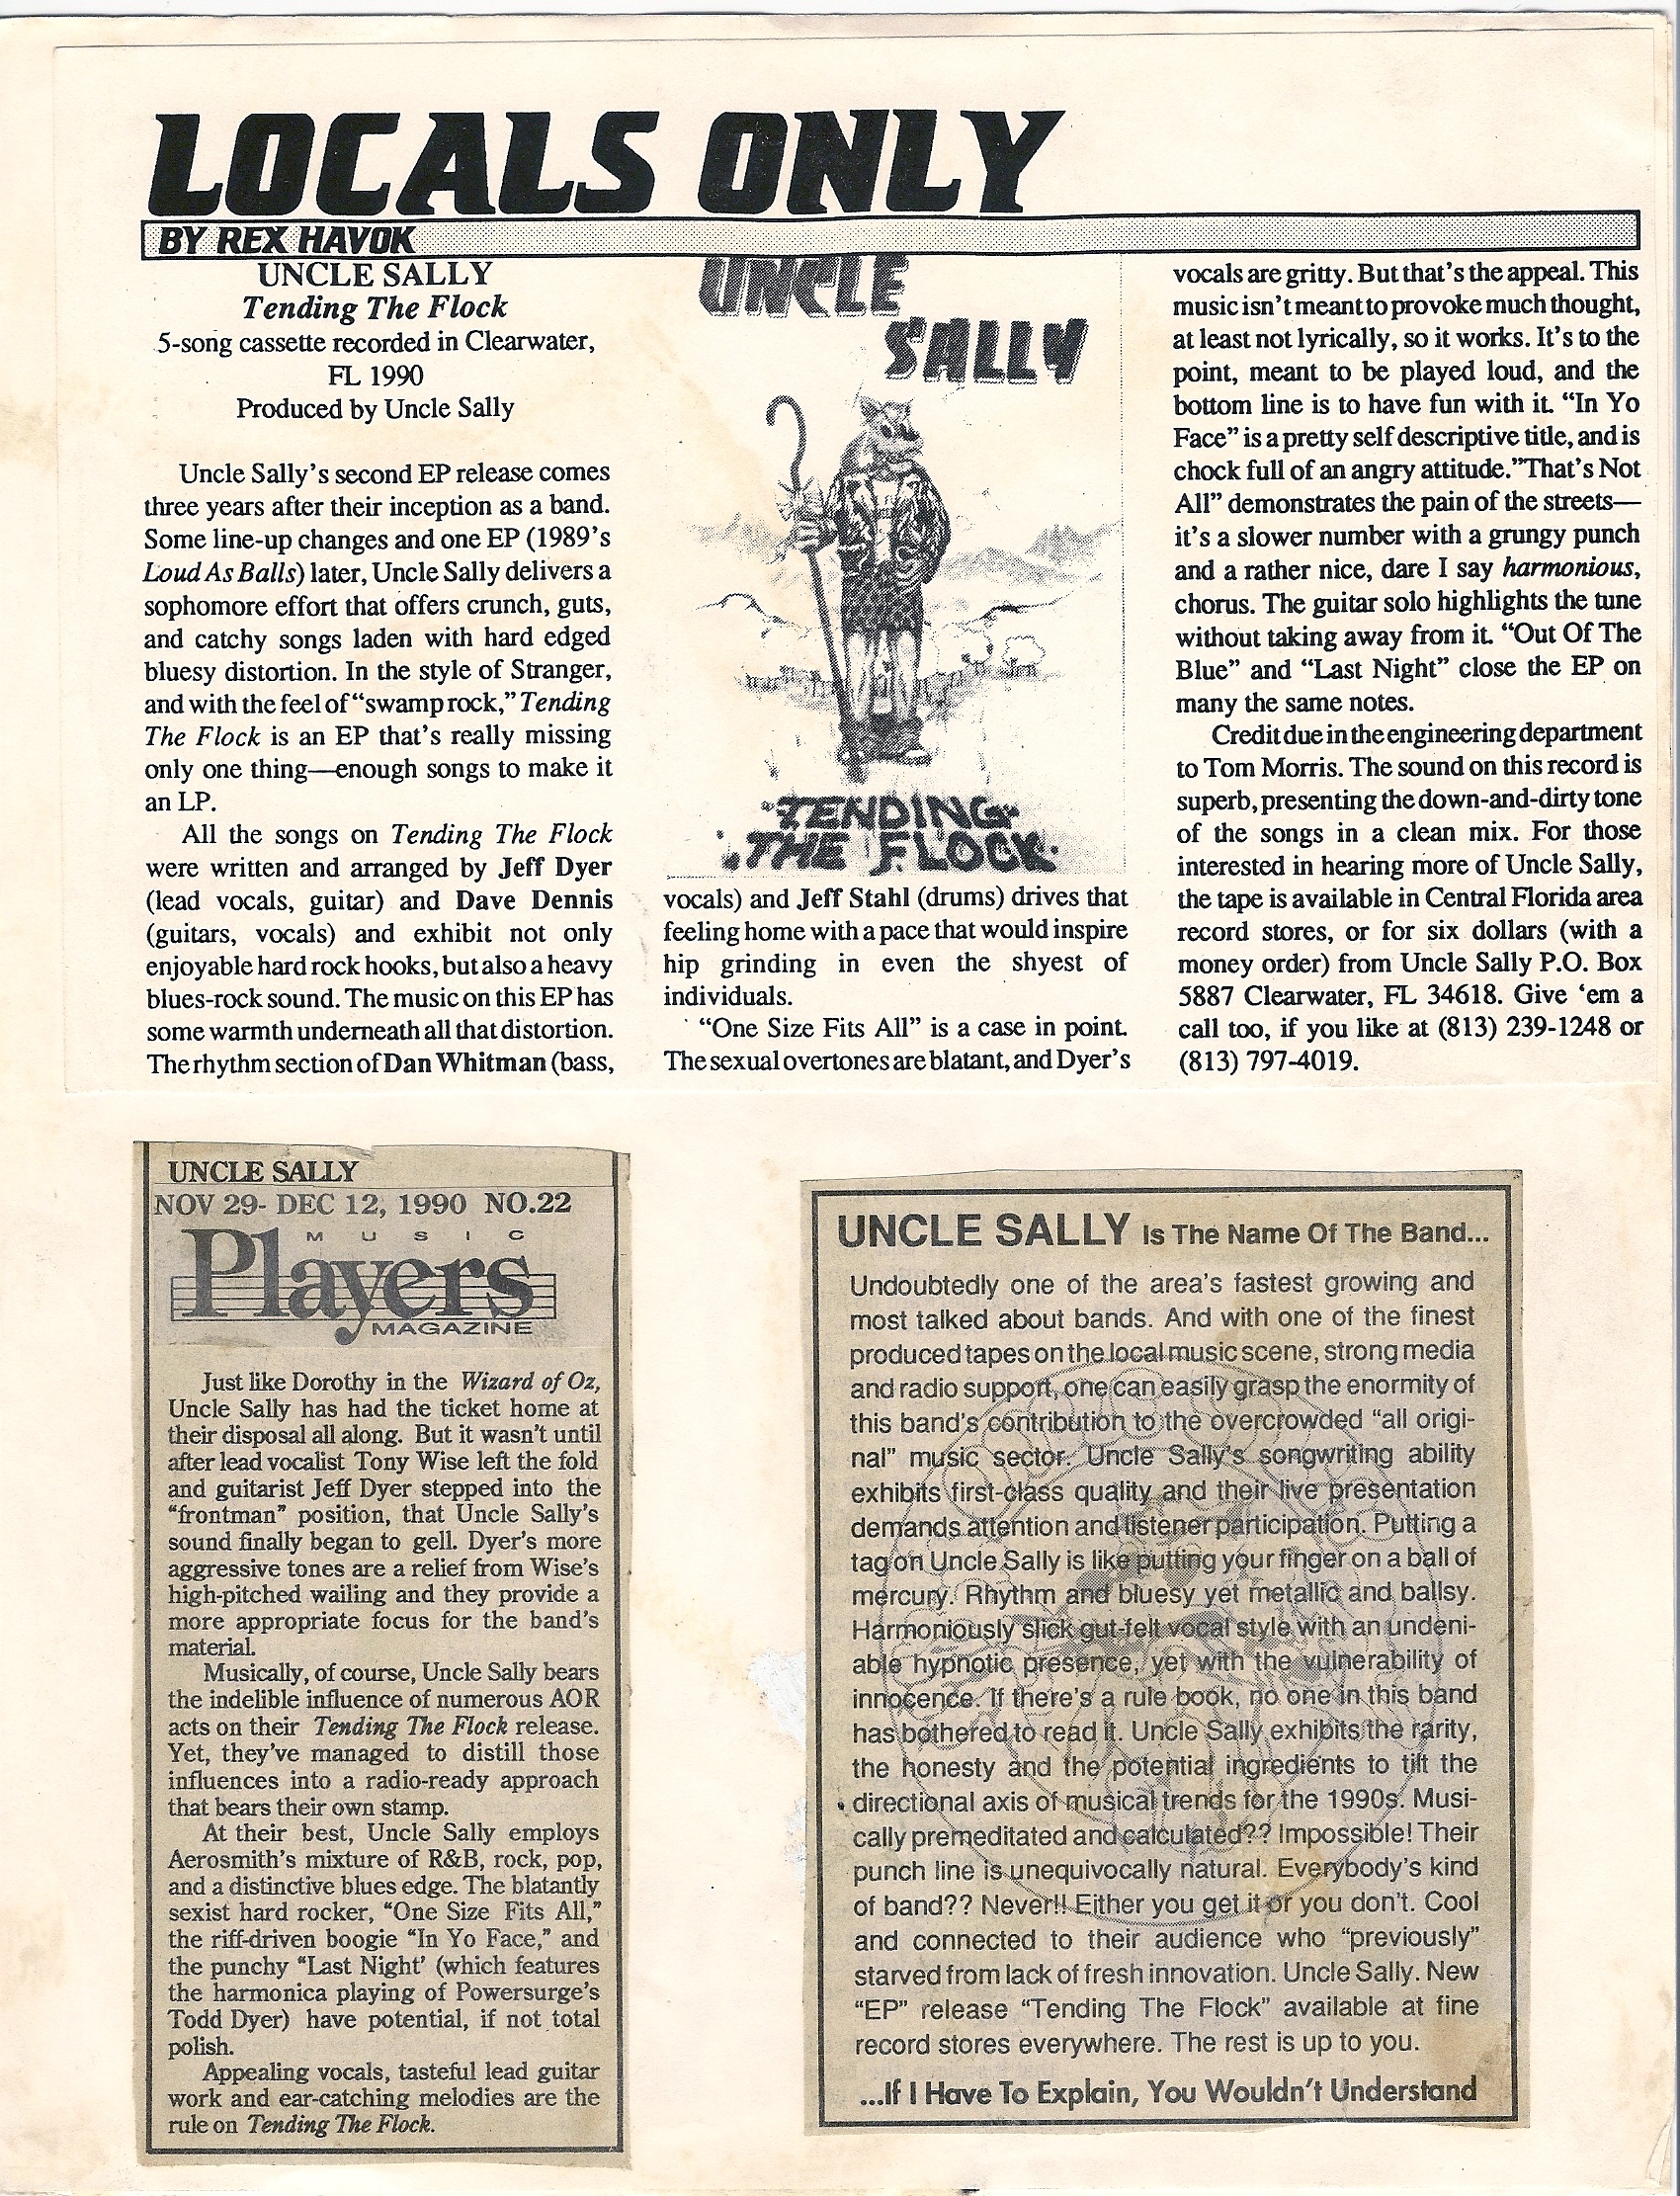 LOCALS ONLY
BY REX HAVOK
UNCLE SALLY
Tending The Flock
5-song cassette recorded in Clearwater,
FL 1990
Produced by Uncle Sally
Uncle Sally's second EP release comes
three years after their inception as a band.
Some line-up changes and one EP (1989's
Loud As Balls) later, Uncle Sally delivers a
sophomore effort that offers crunch, guts,
and catchy songs laden with hard edged
bluesy distortion. In the style of Stranger,
and with the feel of "swamp rock," Tending
The Flock is an EP that's really missing
only one thing—enough songs to make it
an LP.
All the songs on Tending The Flock
were written and arranged by Jeff Dyer
(lead vocals, guitar) and Dave Dennis
(guitars, vocals) and exhibit not only
enjoyable hard rock hooks, but also a heavy
blues-rock sound. The music on this EP has
some warmth underneath all that distortion.
The rhythm section of Dan Whitman (bass,
UNCLE
SALLY
TENDING
THE FLOCK
vocals) and Jeff Stahl (drums) drives that
feeling home with a pace that would inspire
hip grinding in even the shyest of
individuals.
"One Size Fits All" is a case in point.
The sexual overtones are blatant, and Dyer's
vocals are gritty. But that's the appeal. This
music isn't meant to provoke much thought,
at least not lyrically, so it works. It's to the
point, meant to be played loud, and the
bottom line is to have fun with it. "In Yo
Face" is a pretty self descriptive title, and is
chock full of an angry attitude."That's Not
All" demonstrates the pain of the streets—
it's a slower number with a grungy punch
and a rather nice, dare I say harmonious,
chorus. The guitar solo highlights the tune
without taking away from it. "Out Of The
Blue" and "Last Night" close the EP on
many the same notes.
Credit due in the engineering department
to Tom Morris. The sound on this record is
superb, presenting the down-and-dirty tone
of the songs in a clean mix. For those
interested in hearing more of Uncle Sally,
the tape is available in Central Florida area
record stores, or for six dollars (with a
money order) from Uncle Sally P.O. Box
5887 Clearwater, FL 34618. Give 'em a
call too, if you like at (813) 239-1248 or
(813) 797-4019.
UNCLE SALLY
NOV 29- DEC 12, 1990 NO.22
MUSIC
Players
MAGAZINE
Just like Dorothy in the Wizard of Oz,
Uncle Sally has had the ticket home at
their disposal all along. But it wasn't until
after lead vocalist Tony Wise left the fold
and guitarist Jeff Dyer stepped into the
"frontman" position, that Uncle Sally's
sound finally began to gell. Dyer's more
aggressive tones are a relief from Wise's
high-pitched wailing and they provide a
more appropriate focus for the band's
material.
Musically, of course, Uncle Sally bears
the indelible influence of numerous AOR
acts on their Tending The Flock release.
Yet, they've managed to distill those
influences into a radio-ready approach
that bears their own stamp.
At their best, Uncle Sally employs
Aerosmith's mixture of R&B, rock, pop,
and a distinctive blues edge. The blatantly
sexist hard rocker, "One Size Fits All,"
the riff-driven boogie "In Yo Face," and
the punchy "Last Night' (which features
the harmonica playing of Powersurge's
Todd Dyer) have potential, if not total
polish.
Appealing vocals, tasteful lead guitar
work and ear-catching melodies are the
rule on Tending The Flock.
UNCLE SALLY Is The Name Of The Band...
Undoubtedly one of the area's fastest growing and
most talked about bands. And with one of the finest
produced tapes on the local music scene, strong media
and radio support, one can easily grasp the enormity of
this band's contribution to the overcrowded "all origi-
nal" music sector. Uncle Sally's songwriting ability
exhibits first-class quality and their live presentation
demands attention and listener participation. Putting a
tag on Uncle Sally is like putting your finger on a ball of
mercury. Rhythm and bluesy yet metallic and ballsy.
Harmoniously slick gut-felt vocal style with an undeni-
able hypnotic presence, yet with the vulnerability of
innocence. If there's a rule book, no one in this band
has bothered to read it. Uncle Sally exhibits the rarity,
the honesty and the potential ingredients to tilt the
directional axis of musical trends for the 1990s. Musi-
cally premeditated and calculated?? Impossible! Their
punch line is unequivocally natural. Everybody's kind
of band?? Never!! Either you get it or you don't. Cool
and connected to their audience who "previously"
starved from lack of fresh innovation. Uncle Sally. New
"EP" release "Tending The Flock" available at fine
record stores everywhere. The rest is up to you.
...If I Have To Explain, You Wouldn't Understand